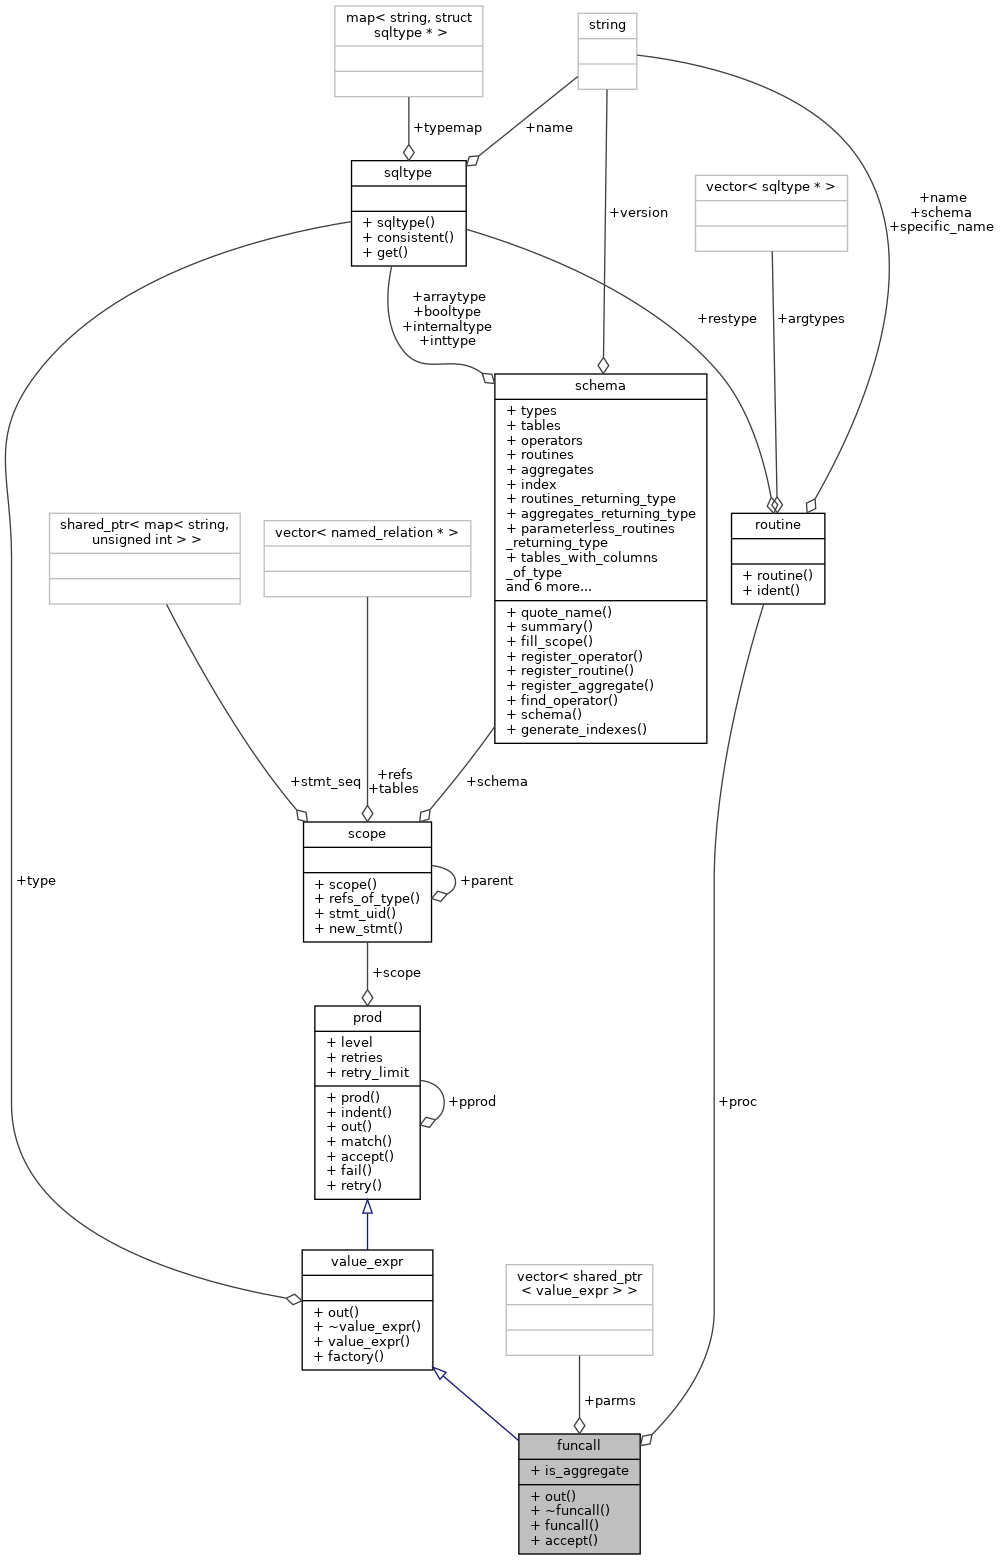 map< string, struct
sqltype * >
string
+typemap
+name
sqltype
+ sqltype()
+ consistent()
+ get()
+version
vector< sqltype * >
+name
+schema
+specific_name
+arraytype
+booltype
+internaltype
+inttype
+restype
+argtypes
schema
+ types
+ tables
+ operators
+ routines
+ aggregates
+ index
+ routines_returning_type
+ aggregates_returning_type
+ parameterless_routines
_returning_type
+ tables_with_columns
_of_type
and 6 more...
+ quote_name()
+ summary()
+ fill_scope()
+ register_operator()
+ register_routine()
+ register_aggregate()
+ find_operator()
+ schema()
+ generate_indexes()
shared_ptr< map< string,
unsigned int > >
vector< named_relation * >
routine
+ routine()
+ ident()
+stmt_seq
+refs
+tables
+schema
scope
+ scope()
+ refs_of_type()
+ stmt_uid()
+ new_stmt()
+parent
+type
+scope
prod
+ level
+ retries
+ retry_limit
+ prod()
+ indent()
+ out()
+ match()
+ accept()
+ fail()
+ retry()
+pprod
+proc
value_expr
+ out()
+ ~value_expr()
+ value_expr()
+ factory()
vector< shared_ptr
< value_expr > >
+parms
funcall
+ is_aggregate
+ out()
+ ~funcall()
+ funcall()
+ accept()